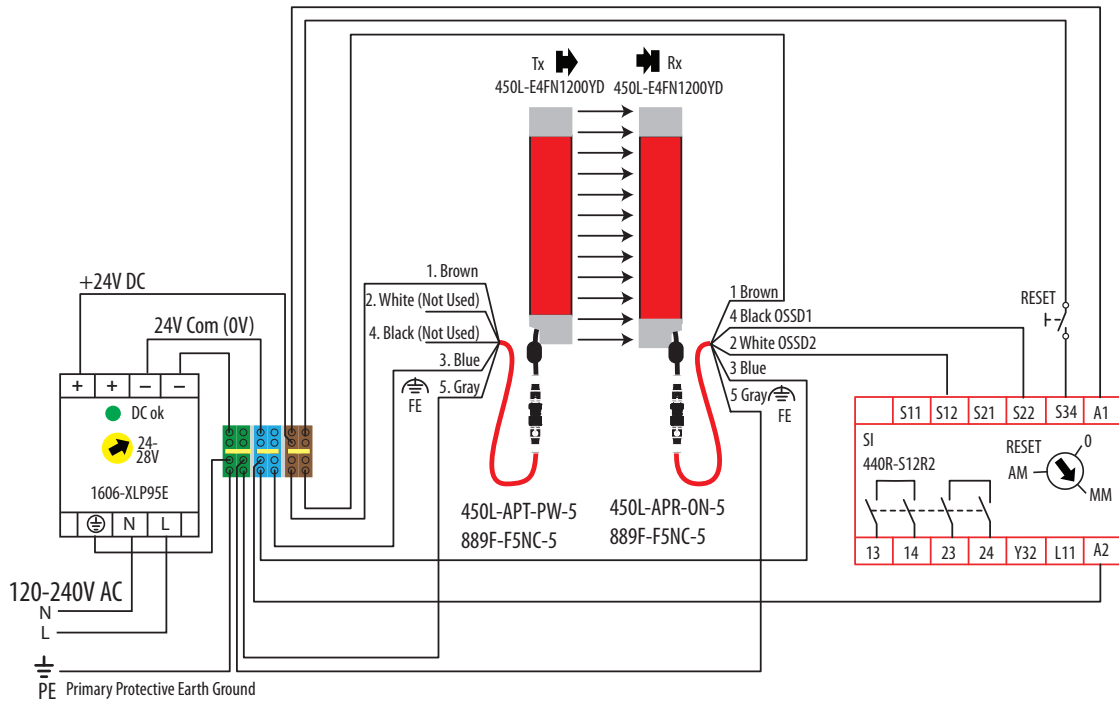 Tx Rx
450L-E4FN1200YD 450L-E4FN1200YD
+24V DC
24V Com (0V)
+ + – –
DC ok
24-
28V
1606-XLP95E
N L
120-240V AC
N
L
PE Primary Protective Earth Ground
1. Brown
2. White (Not Used)
4. Black (Not Used)
3. Blue
5. Gray
FE
1 Brown
4 Black OSSD1
2 White OSSD2
3 Blue
5 Gray
FE
450L-APT-PW-5
889F-F5NC-5
450L-APR-ON-5
889F-F5NC-5
RESET
S11 S12 S21 S22 S34 A1
SI
440R-S12R2
RESET
0
AM
MM
13 14 23 24 Y32 L11 A2